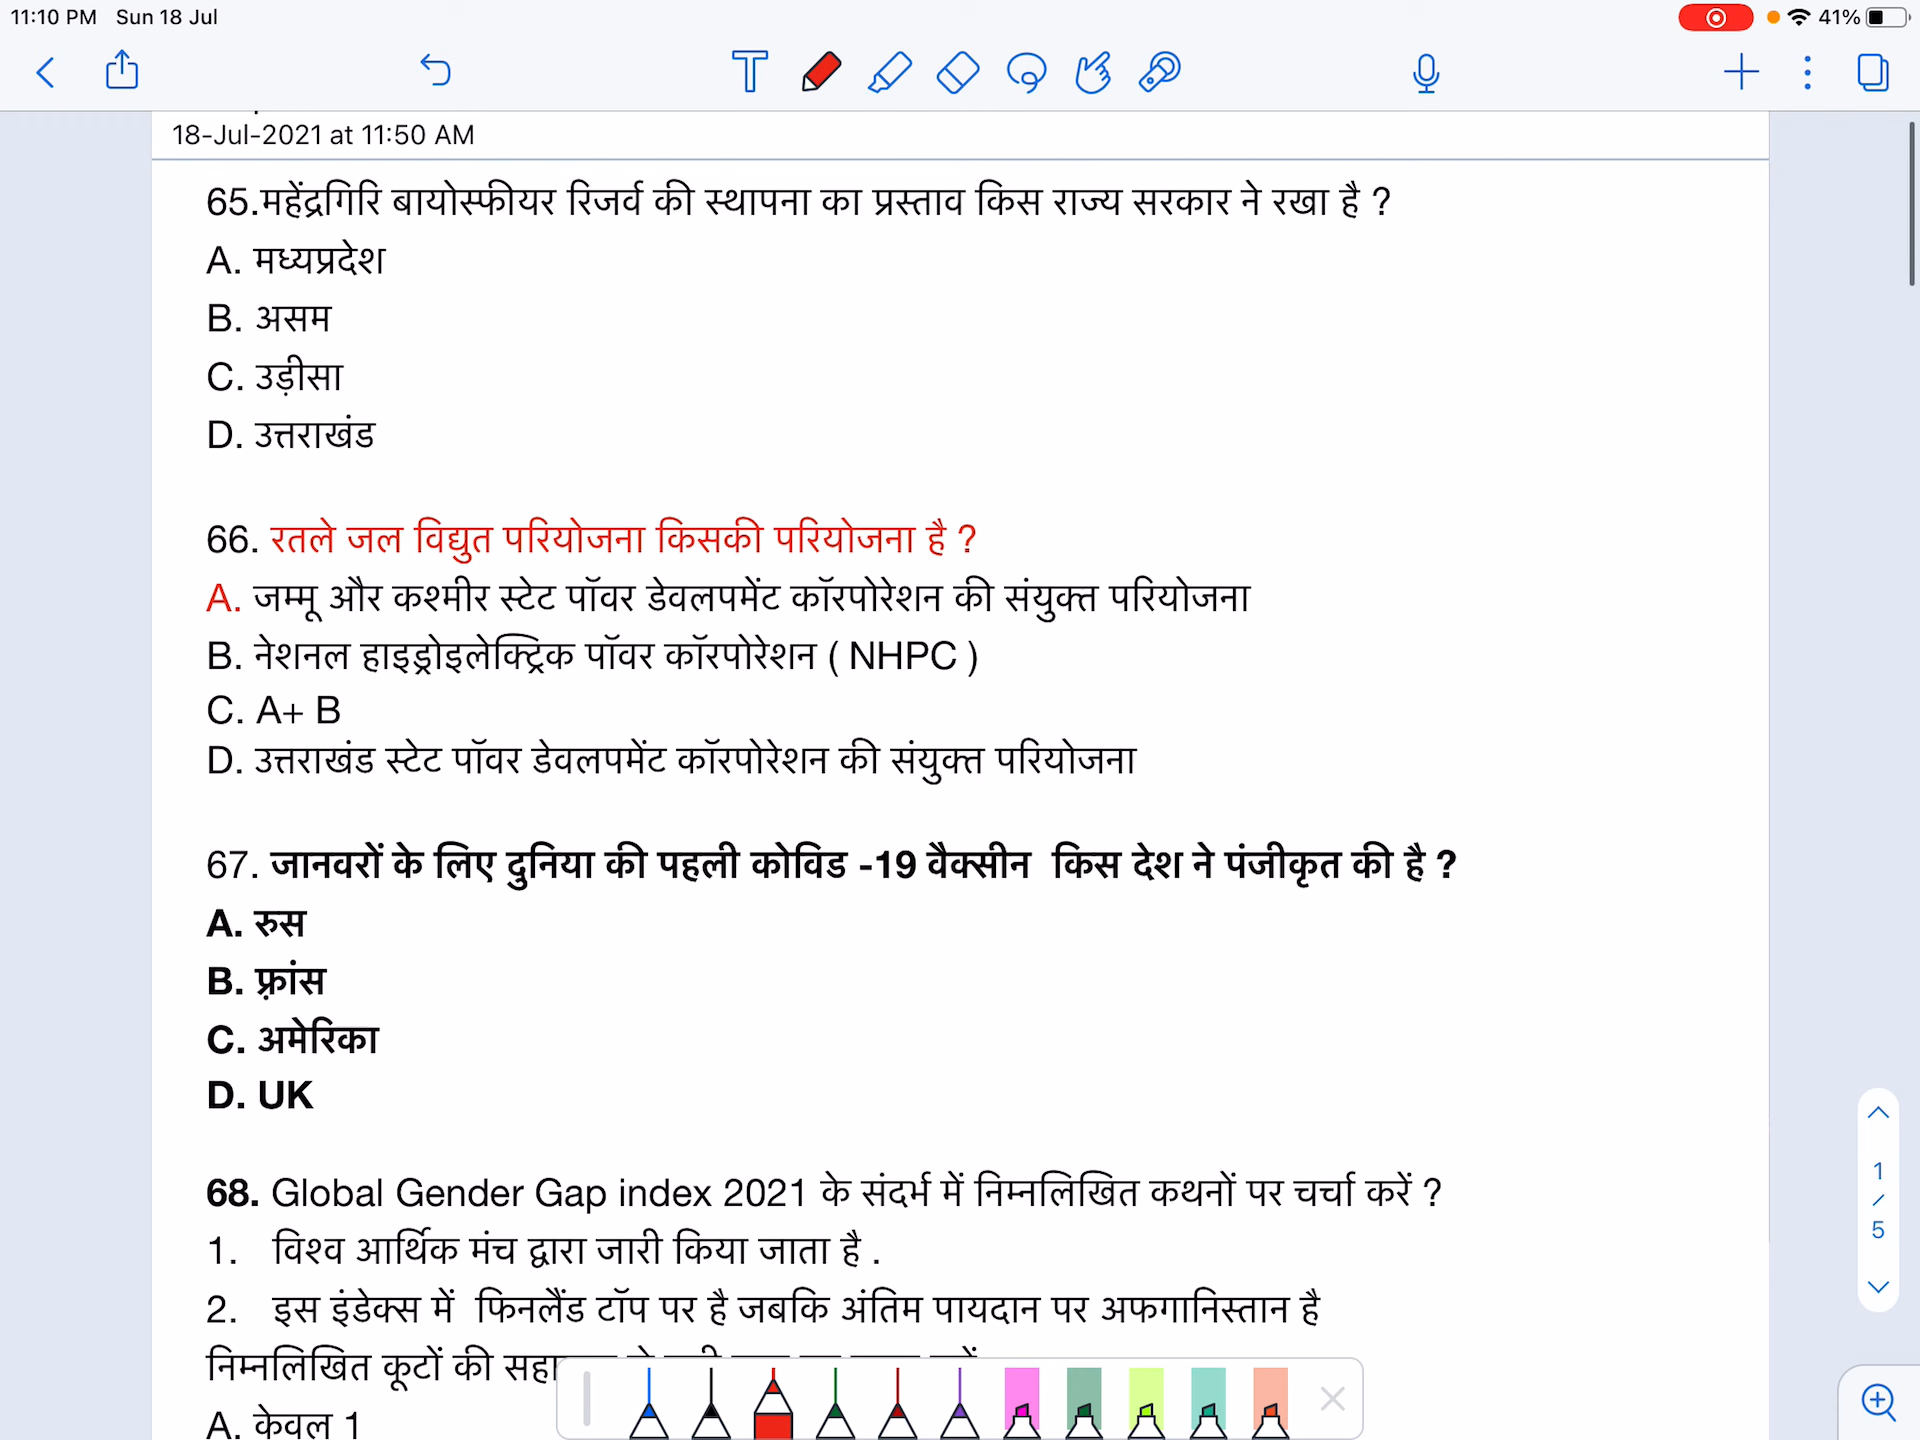 11:10 PM Sun 18 Jul
41%
18-Jul-2021 at 11:50 AM
65.महेंद्रगिरि बायोस्फीयर रिजर्व की स्थापना का प्रस्ताव किस राज्य सरकार ने रखा है ?
A. मध्यप्रदेश
B. असम
C. उड़ीसा
D. उत्तराखंड
66. रतले जल विद्युत परियोजना किसकी परियोजना है ?
A. जम्मू और कश्मीर स्टेट पॉवर डेवलपमेंट कॉरपोरेशन की संयुक्त परियोजना
B. नेशनल हाइड्रोइलेक्ट्रिक पॉवर कॉरपोरेशन ( NHPC )
C. A+ B
D. उत्तराखंड स्टेट पॉवर डेवलपमेंट कॉरपोरेशन की संयुक्त परियोजना
67. जानवरों के लिए दुनिया की पहली कोविड -19 वैक्सीन किस देश ने पंजीकृत की है ?
A. रुस
B. फ़्रांस
C. अमेरिका
D. UK
68. Global Gender Gap index 2021 के संदर्भ में निम्नलिखित कथनों पर चर्चा करें ?
1. विश्व आर्थिक मंच द्वारा जारी किया जाता है .
2. इस इंडेक्स में फिनलैंड टॉप पर है जबकि अंतिम पायदान पर अफगानिस्तान है
निम्नलिखित कूटों की
A. केवल 1
1
/
5